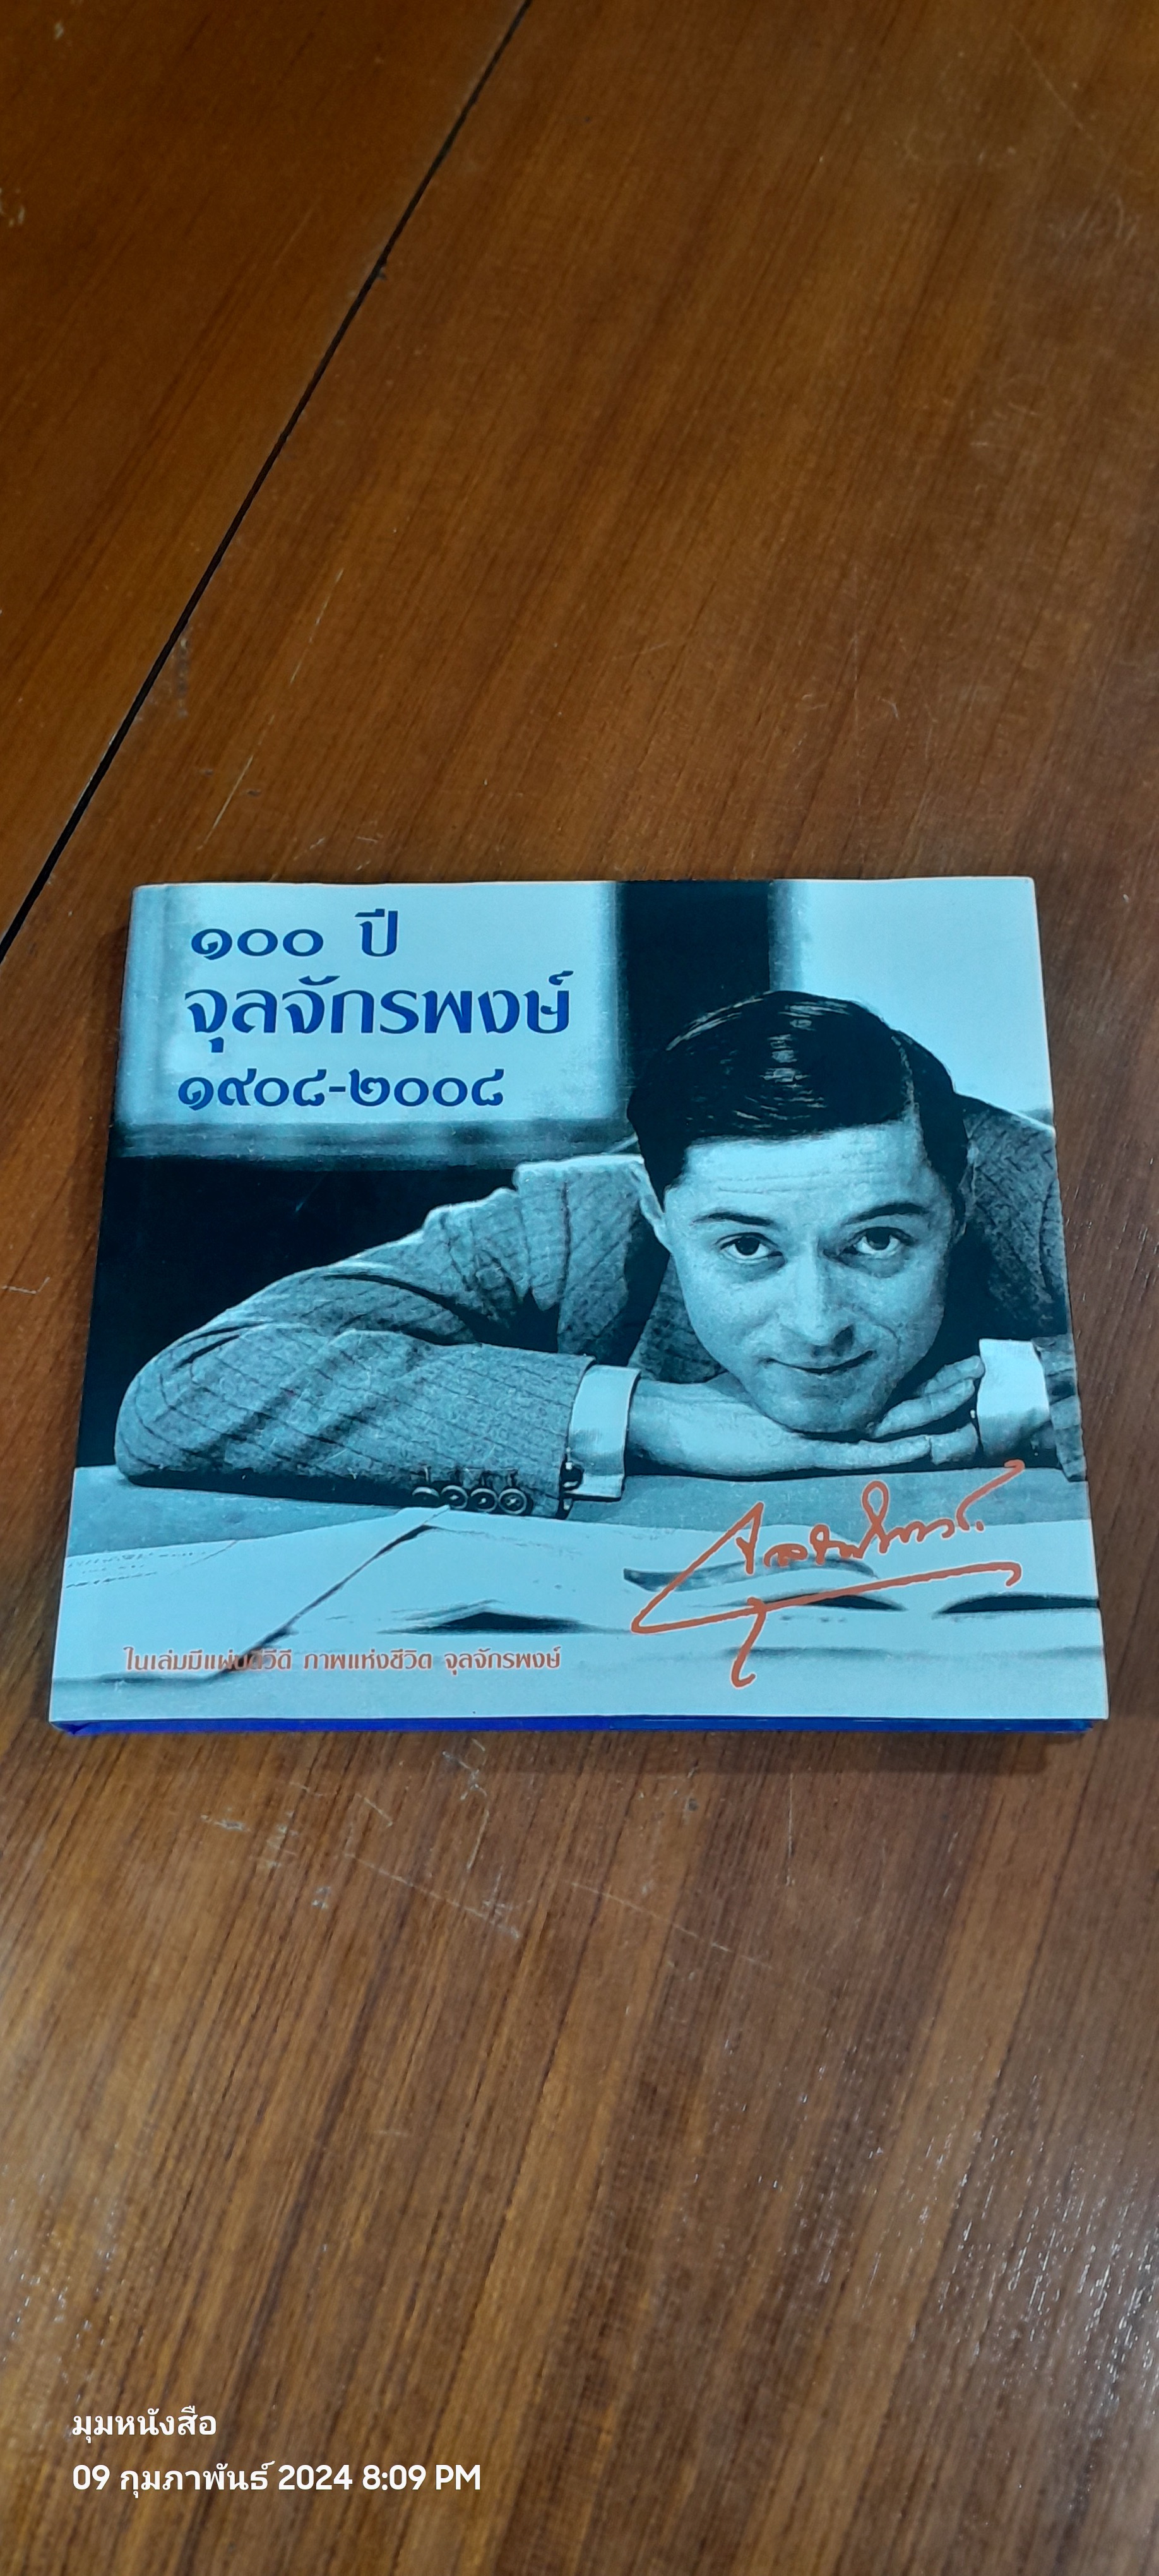 ๑๐๐ ปี
จุลจักรพงษ์
๑๙๐๘-๒๐๐๘
ในเล่มมีแผ่นดีวีดี ภาพแห่งชีวิต จุลจักรพงษ์
มุมหนังสือ
09 กุมภาพันธ์ 2024 8:09 PM